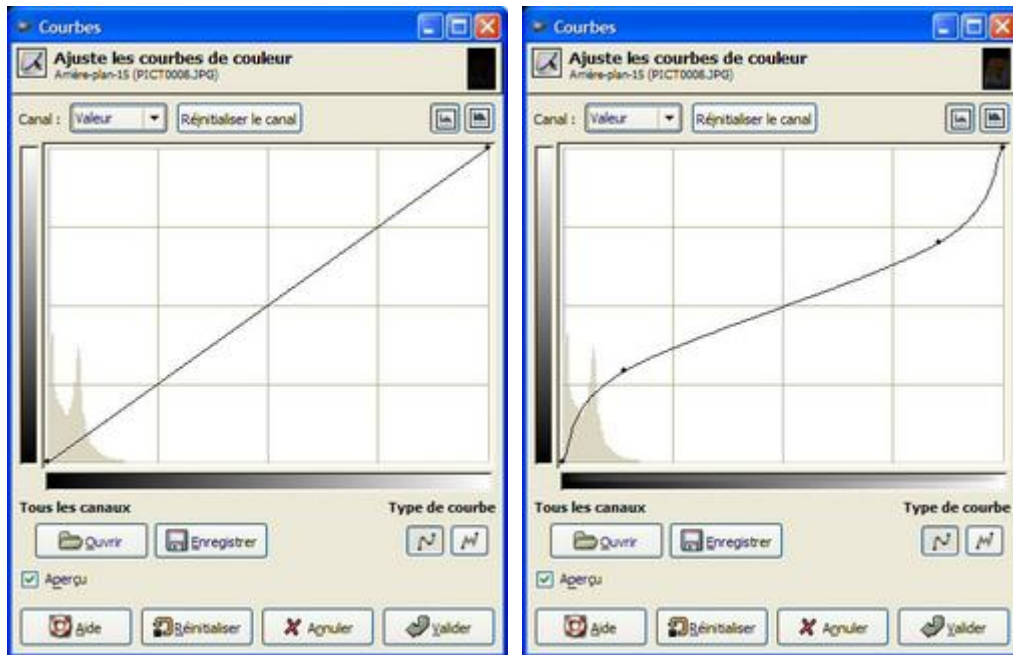 Courbes
Ajuste les courbes de couleur
Arrière-plan-15 (PICT0008.JPG)
Canal : Valeur Réinitialiser le canal
Tous les canaux Type de courbe
Ouvrir Enregistrer
Aperçu
Aide Réinitialiser Annuler Valider
Courbes
Ajuste les courbes de couleur
Arrière-plan-15 (PICT0008.JPG)
Canal : Valeur Réinitialiser le canal
Tous les canaux Type de courbe
Ouvrir Enregistrer
Aperçu
Aide Réinitialiser Annuler Valider